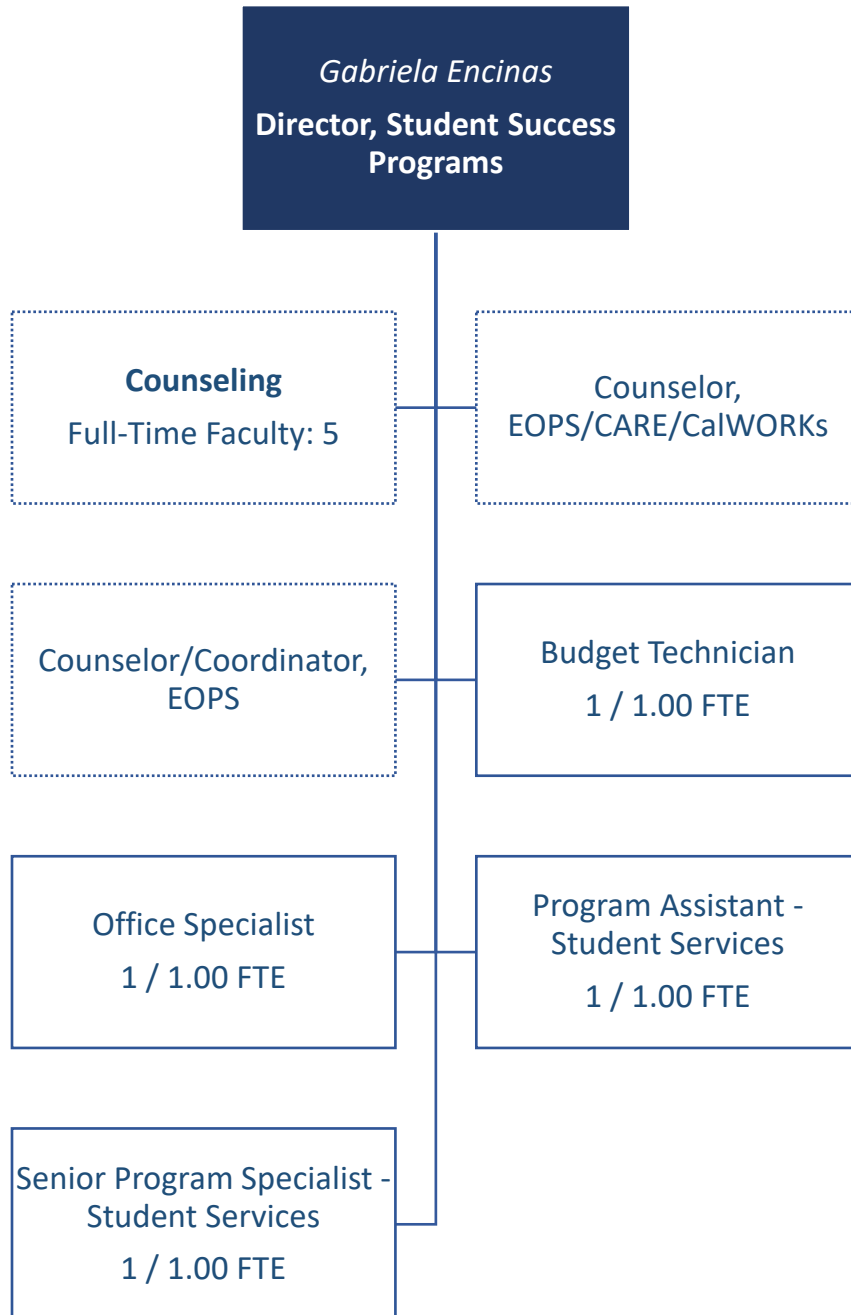 Gabriela Encinas
Director, Student Success
Programs
Counseling
Full-Time Faculty: 5
Counselor,
EOPS/CARE/CalWORKs
Counselor/Coordinator,
EOPS
Budget Technician
1 / 1.00 FTE
Office Specialist
1 / 1.00 FTE
Program Assistant -
Student Services
1 / 1.00 FTE
Senior Program Specialist -
Student Services
1 / 1.00 FTE